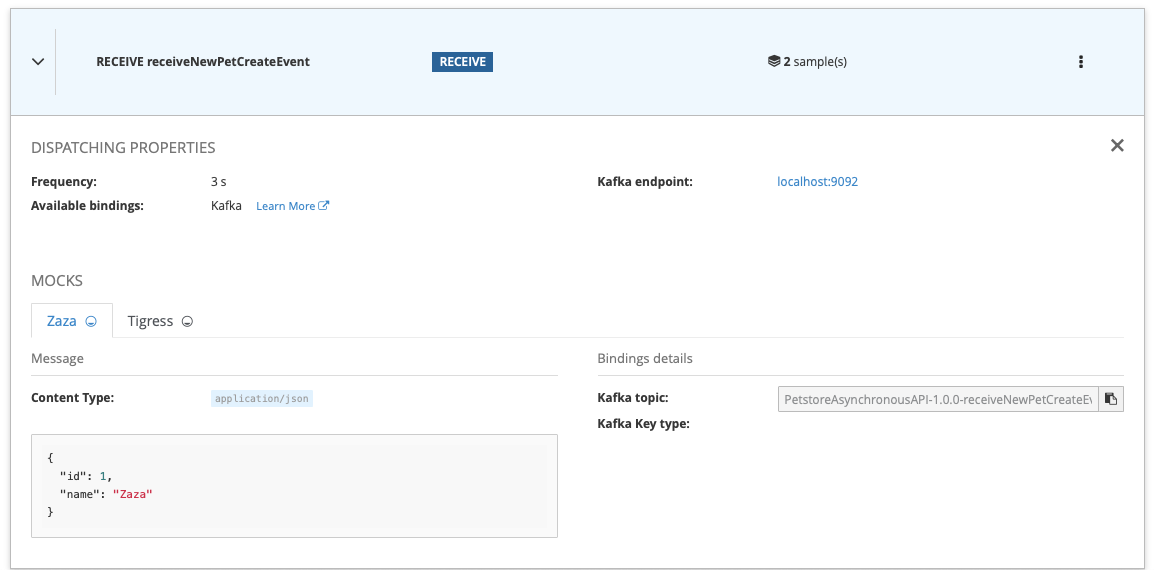 RECEIVE receiveNewPetCreateEvent RECEIVE 2 sample(s)
DISPATCHING PROPERTIES
Frequency: 3 s Kafka endpoint: localhost:9092
Available bindings: Kafka Learn More
MOCKS
Zaza Tigress
Message Bindings details
Content Type: application/json Kafka topic: PetstoreAsynchronousAPI-1.0.0-receiveNewPetCreateEv
Kafka Key type:
{
"id": 1,
"name": "Zaza"
}